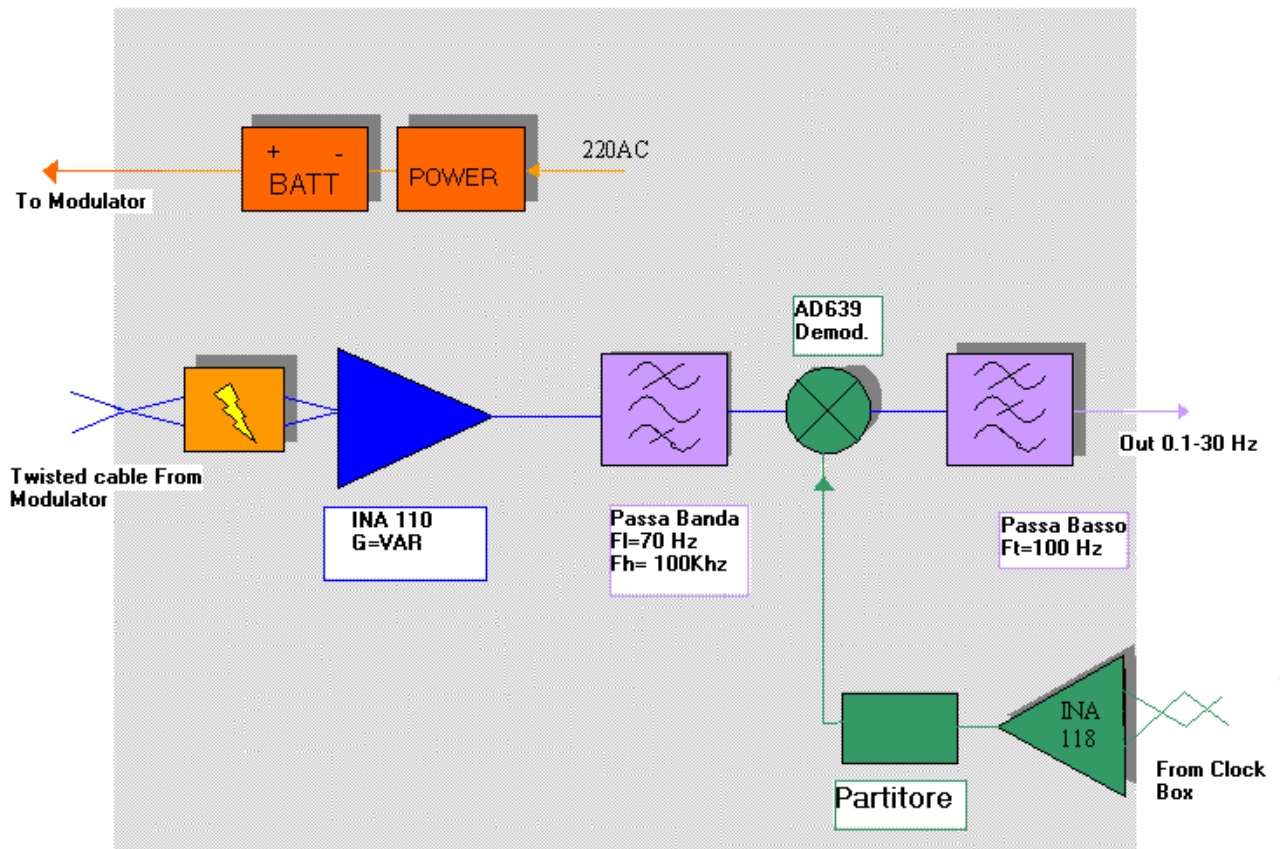 220AC
+ -
BATT
POWER
To Modulator
AD639
Demod.
Twisted cable From
Modulator
INA 110
G=VAR
Passa Banda
Fl=70 Hz
Fh= 100Khz
Out 0.1-30 Hz
Passa Basso
Ft=100 Hz
INA
118
From Clock
Box
Partitore